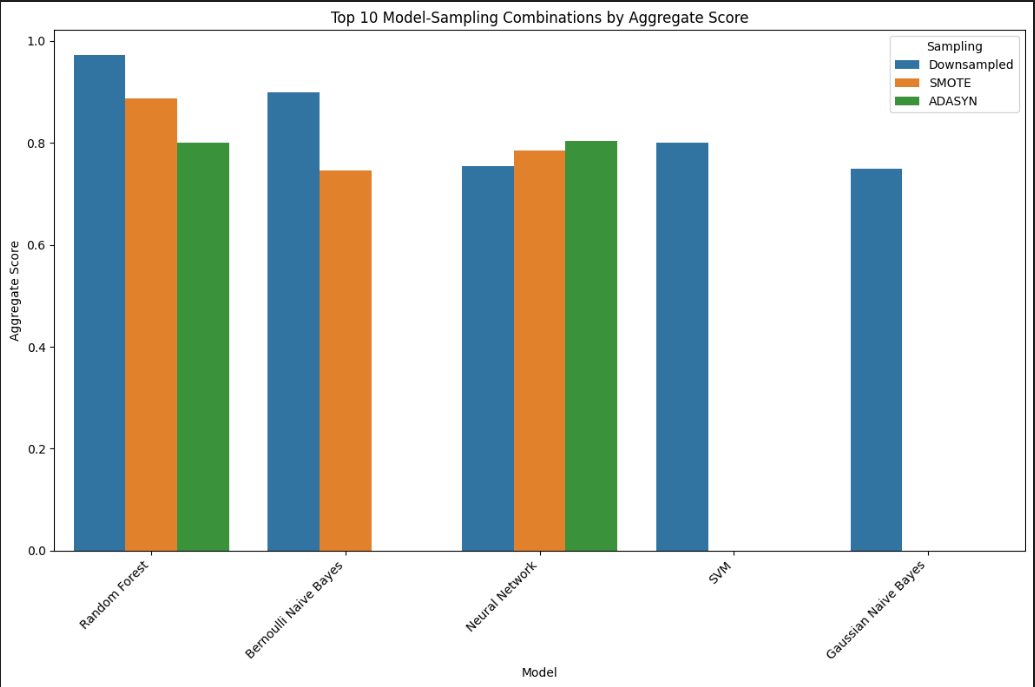 Top 10 Model-Sampling Combinations by Aggregate Score
Sampling
Downsampled
SMOTE
ADASYN
Aggregate Score
1.0
0.8
0.6
0.4
0.2
0.0
Random Forest
Bernoulli Naive Bayes
Neural Network
SVM
Gaussian Naive Bayes
Model